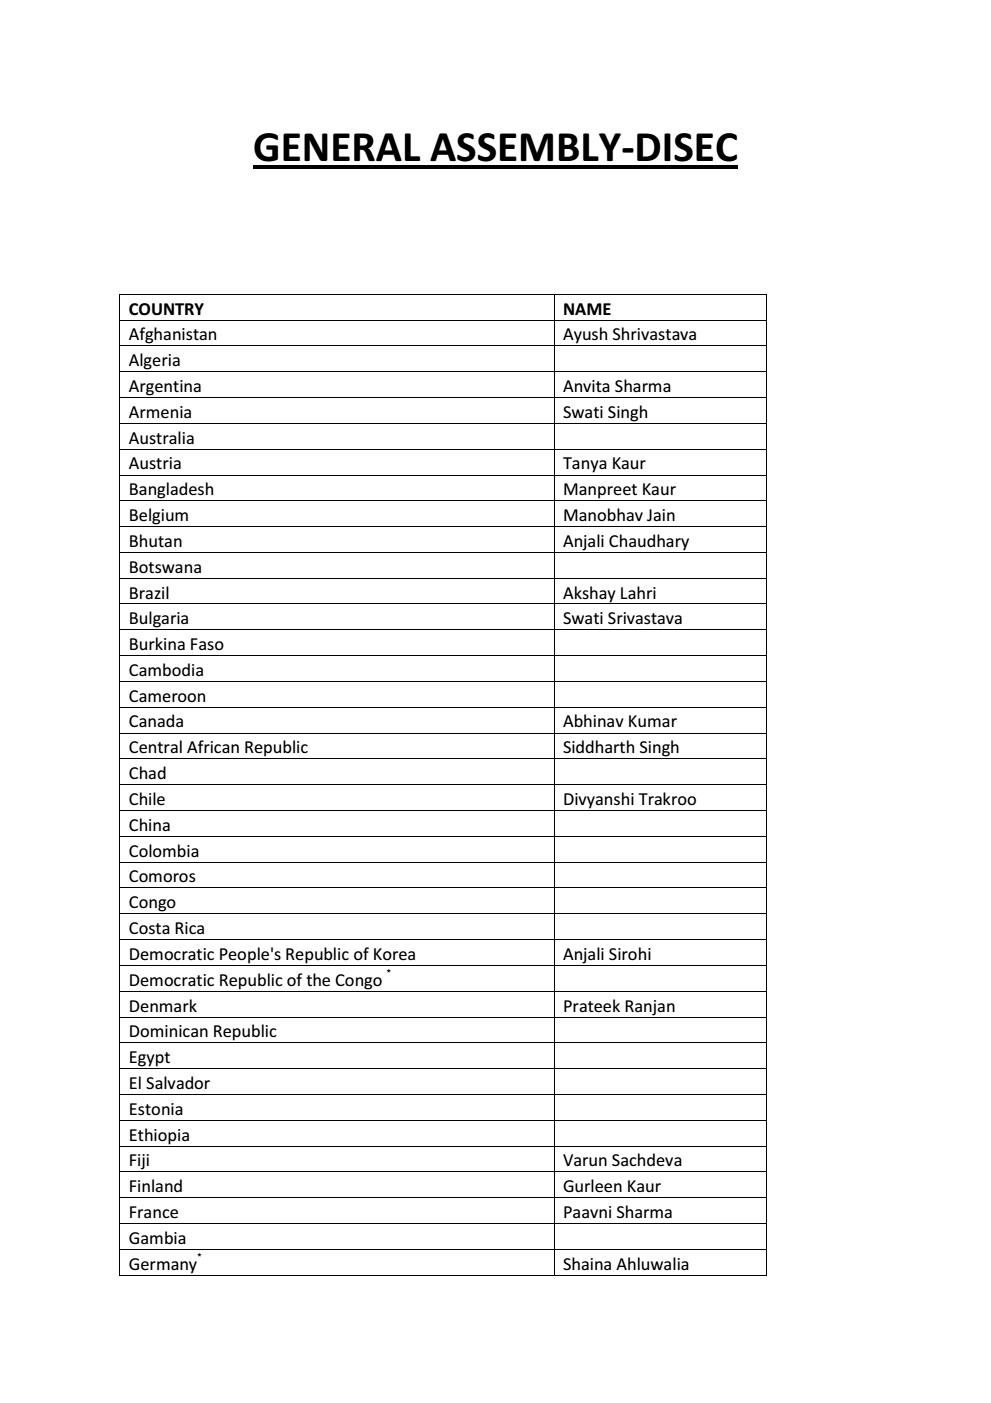 GENERAL ASSEMBLY-DISEC
COUNTRY NAME
Afghanistan Ayush Shrivastava
Algeria
Argentina Anvita Sharma
Armenia Swati Singh
Australia
Austria Tanya Kaur
Bangladesh Manpreet Kaur
Belgium Manobhav Jain
Bhutan Anjali Chaudhary
Botswana
Brazil Akshay Lahri
Bulgaria Swati Srivastava
Burkina Faso
Cambodia
Cameroon
Canada Abhinav Kumar
Central African Republic Siddharth Singh
Chad
Chile Divyanshi Trakroo
China
Colombia
Comoros
Congo
Costa Rica
Democratic People's Republic of Korea Anjali Sirohi
Democratic Republic of the Congo *
Denmark Prateek Ranjan
Dominican Republic
Egypt
El Salvador
Estonia
Ethiopia
Fiji Varun Sachdeva
Finland Gurleen Kaur
France Paavni Sharma
Gambia
Germany* Shaina Ahluwalia